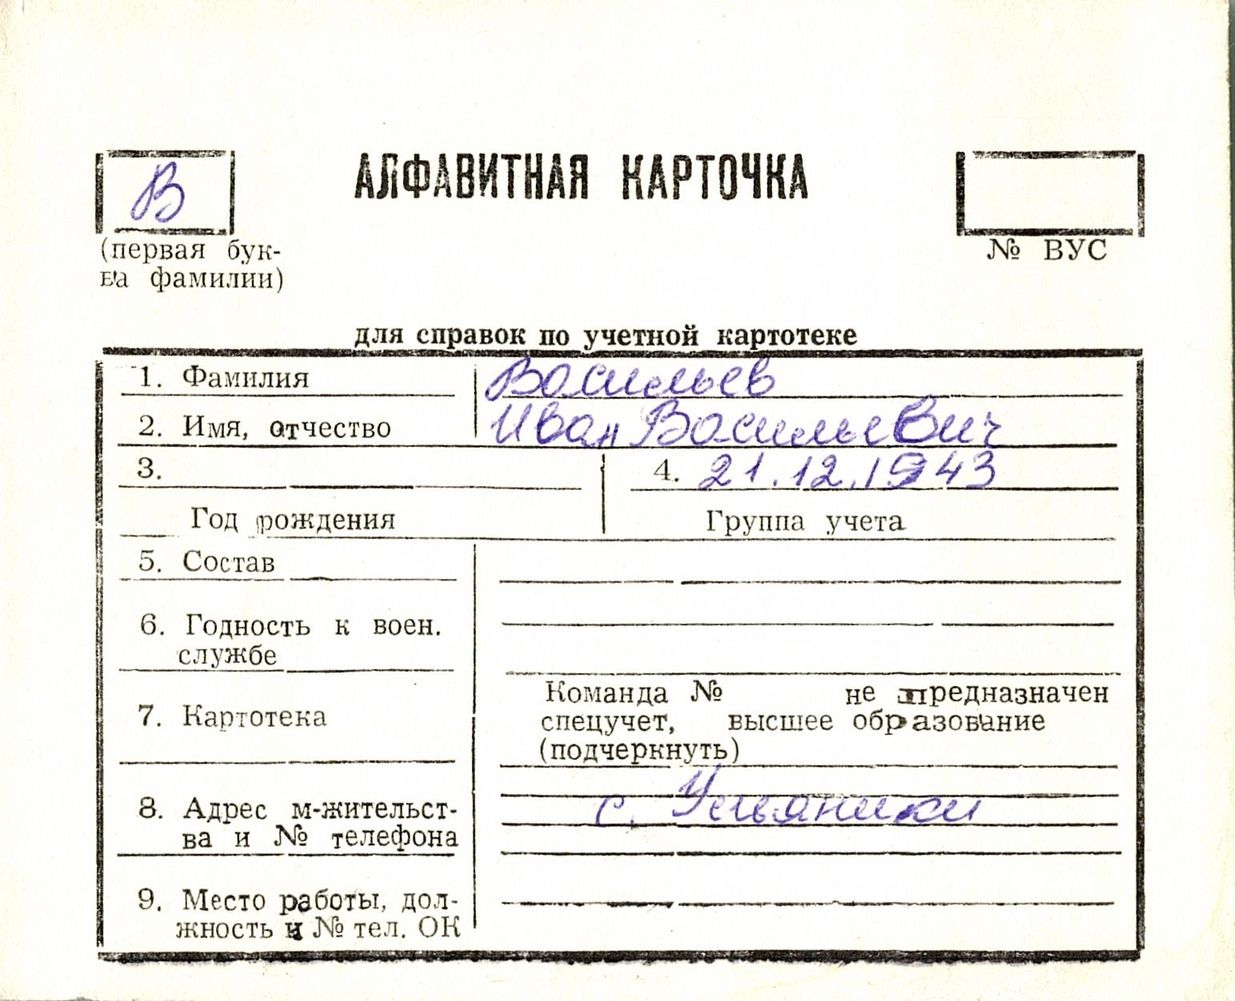 В
АЛФАВИТНАЯ КАРТОЧКА
(первая бук-
ва фамилии)
№ ВУС
для справок по учетной картотеке
1. Фамилия Васильев
2. Имя, отчество Иван Васильевич
3. 4. 21.12.1943
Год рождения Группа учета
5. Состав
6. Годность к воен.
службе
7. Картотека
Команда № не предназначен
спецучет, высшее образование
(подчеркнуть)
8. Адрес м-жительст-
ва и № телефона
с. Ульяники
9. Место работы, дол-
жность и № тел. ОК